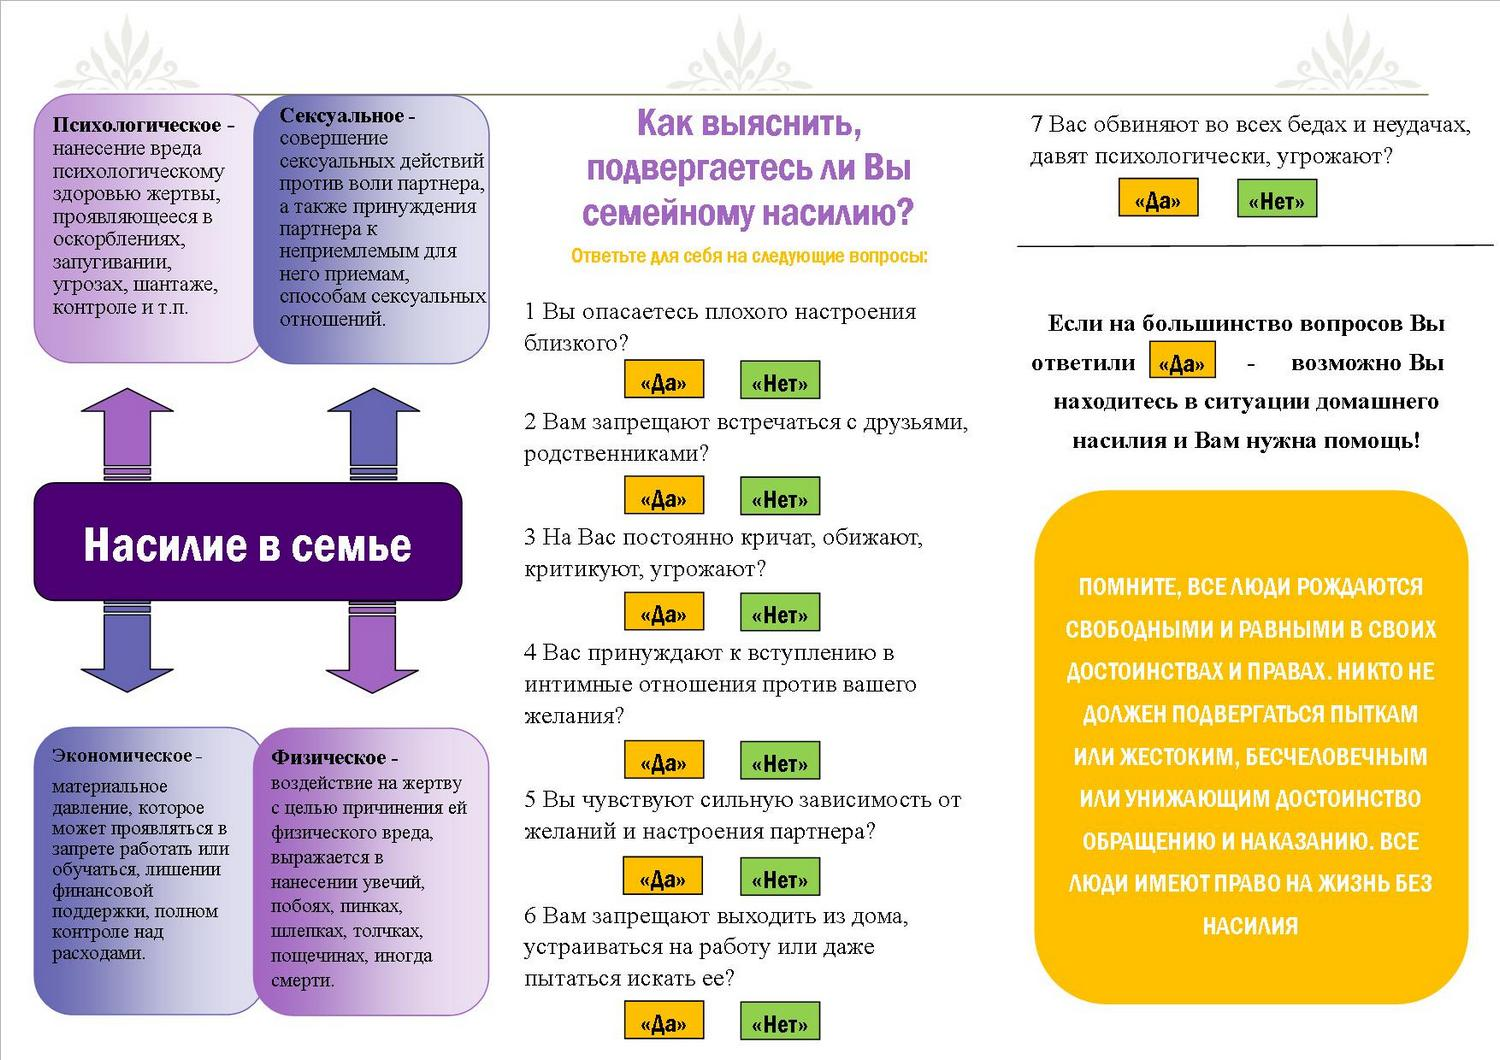 Психологическое -
нанесение вреда
психологическому
здоровью жертвы,
проявляющееся в
оскорблениях,
запугивании,
угрозах, шантаже,
контроле и т.п.
Сексуальное -
совершение
сексуальных действий
против воли партнера,
а также принуждения
партнера к
неприемлемым для
него приемам,
способам сексуальных
отношений.
Насилие в семье
Экономическое -
материальное
давление, которое
может проявляться в
запрете работать или
обучаться, лишении
финансовой
поддержки, полном
контроле над
расходами.
Физическое -
воздействие на жертву
с целью причинения ей
физического вреда,
выражается в
нанесении увечий,
побоях, пинках,
шлепках, толчках,
пощечинах, иногда
смерти.
Как выяснить,
подвергаетесь ли Вы
семейному насилию?
Ответьте для себя на следующие вопросы:
1 Вы опасаетесь плохого настроения
близкого?
«Да» «Нет»
2 Вам запрещают встречаться с друзьями,
родственниками?
«Да» «Нет»
3 На Вас постоянно кричат, обижают,
критикуют, угрожают?
«Да» «Нет»
4 Вас принуждают к вступлению в
интимные отношения против вашего
желания?
«Да» «Нет»
5 Вы чувствуют сильную зависимость от
желаний и настроения партнера?
«Да» «Нет»
6 Вам запрещают выходить из дома,
устраиваться на работу или даже
пытаться искать ее?
«Да» «Нет»
7 Вас обвиняют во всех бедах и неудачах,
давят психологически, угрожают?
«Да» «Нет»
Если на большинство вопросов Вы
ответили «Да» - возможно Вы
находитесь в ситуации домашнего
насилия и Вам нужна помощь!
ПОМНИТЕ, ВСЕ ЛЮДИ РОЖДАЮТСЯ
СВОБОДНЫМИ И РАВНЫМИ В СВОИХ
ДОСТОИНСТВАХ И ПРАВАХ. НИКТО НЕ
ДОЛЖЕН ПОДВЕРГАТЬСЯ ПЫТКАМ
ИЛИ ЖЕСТОКИМ, БЕСЧЕЛОВЕЧНЫМ
ИЛИ УНИЖАЮЩИМ ДОСТОИНСТВО
ОБРАЩЕНИЮ И НАКАЗАНИЮ. ВСЕ
ЛЮДИ ИМЕЮТ ПРАВО НА ЖИЗНЬ БЕЗ
НАСИЛИЯ